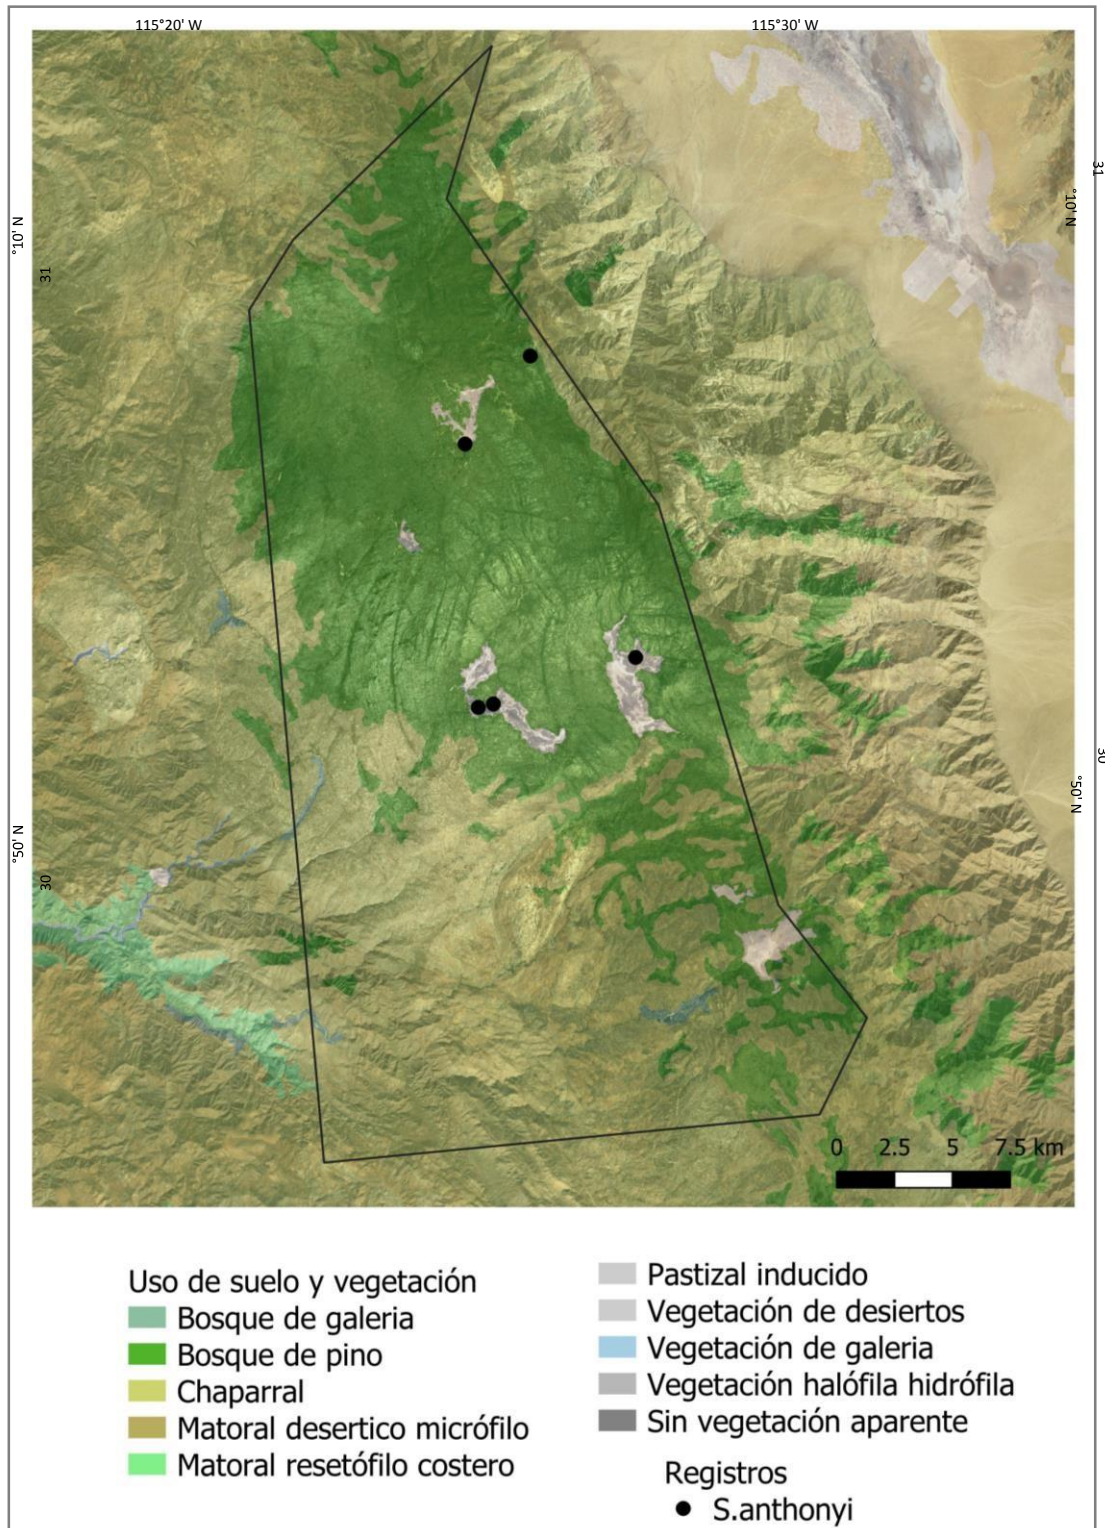 115°20' W
115°30' W
31
°10' N
°10' N
31
30
°50' N
°50' N
30
0 2.5 5 7.5 km
Uso de suelo y vegetación
Bosque de galeria
Bosque de pino
Chaparral
Matoral desertico micrófilo
Matoral resetófilo costero
Pastizal inducido
Vegetación de desiertos
Vegetación de galeria
Vegetación halófila hidrófila
Sin vegetación aparente
Registros
S.anthonyi